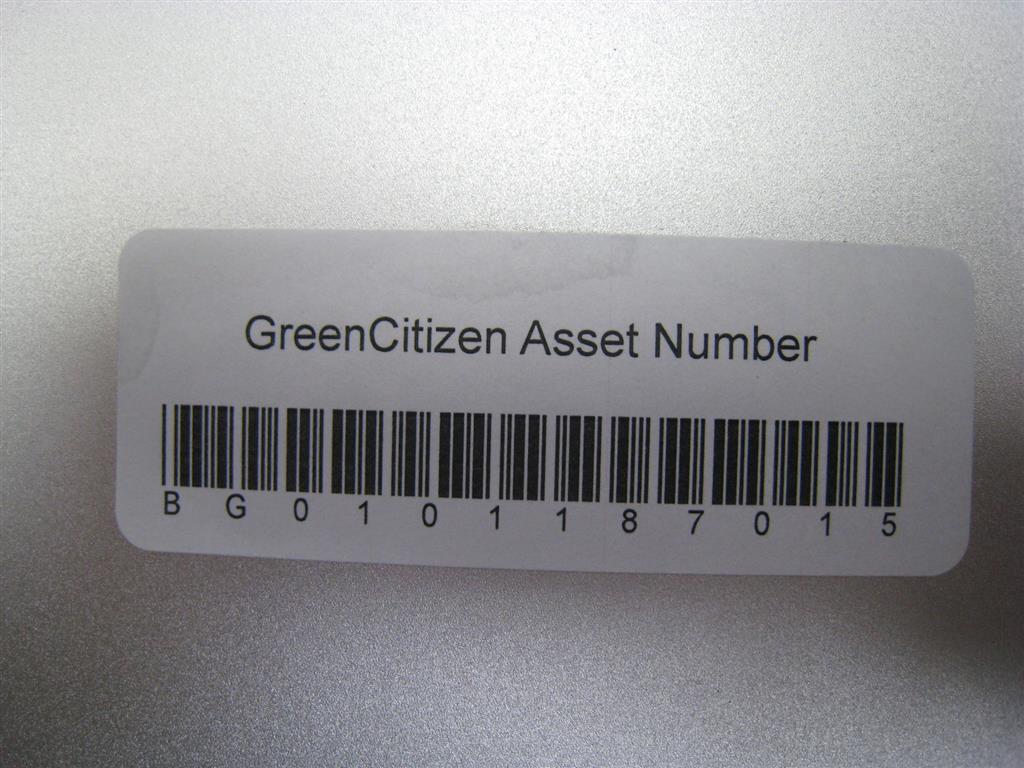 GreenCitizen Asset Number
B G 0 1 0 1 1 8 7 0 1 5